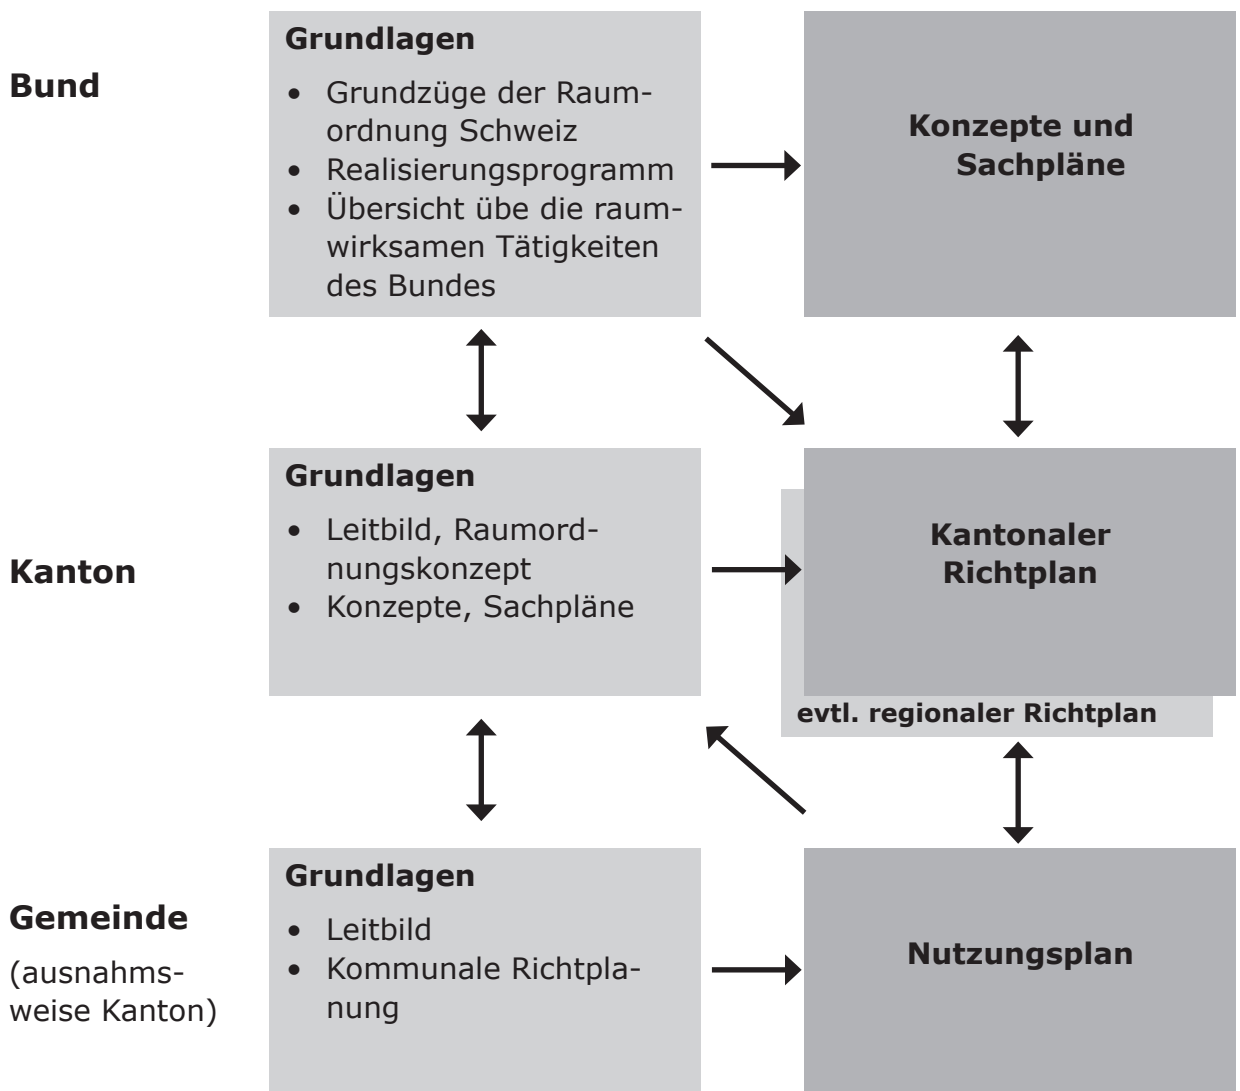 Bund
Grundlagen
• Grundzüge der Raum-
ordnung Schweiz
• Realisierungsprogramm
• Übersicht übe die raum-
wirksamen Tätigkeiten
des Bundes
Konzepte und
Sachpläne
Kanton
Grundlagen
• Leitbild, Raumord-
nungskonzept
• Konzepte, Sachpläne
Kantonaler
Richtplan
evtl. regionaler Richtplan
Gemeinde
(ausnahms-
weise Kanton)
Grundlagen
• Leitbild
• Kommunale Richtpla-
nung
Nutzungsplan